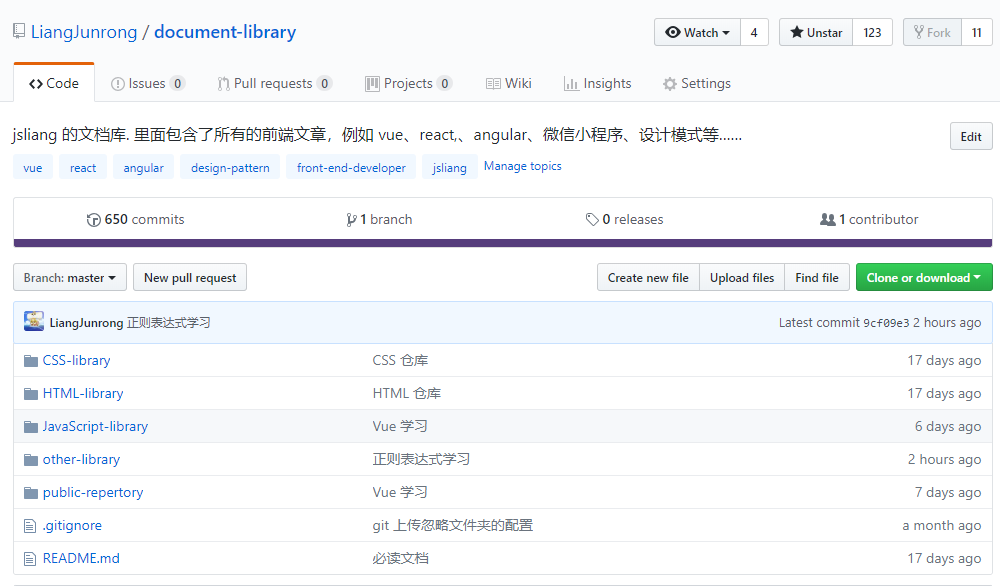 LiangJunrong / document-library Watch 4 Unstar 123 Fork 11
Code Issues 0 Pull requests 0 Projects 0 Wiki Insights Settings
jsliang 的文档库. 里面包含了所有的前端文章，例如 vue、react,、angular、微信小程序、设计模式等…… Edit
vue react angular design-pattern front-end-developer jsliang Manage topics
650 commits 1 branch 0 releases 1 contributor
Branch: master New pull request Create new file Upload files Find file Clone or download
LiangJunrong 正则表达式学习 Latest commit 9cf09e3 2 hours ago
CSS-library CSS 仓库 17 days ago
HTML-library HTML 仓库 17 days ago
JavaScript-library Vue 学习 6 days ago
other-library 正则表达式学习 2 hours ago
public-repertory Vue 学习 7 days ago
.gitignore git 上传忽略文件夹的配置 a month ago
README.md 必读文档 17 days ago